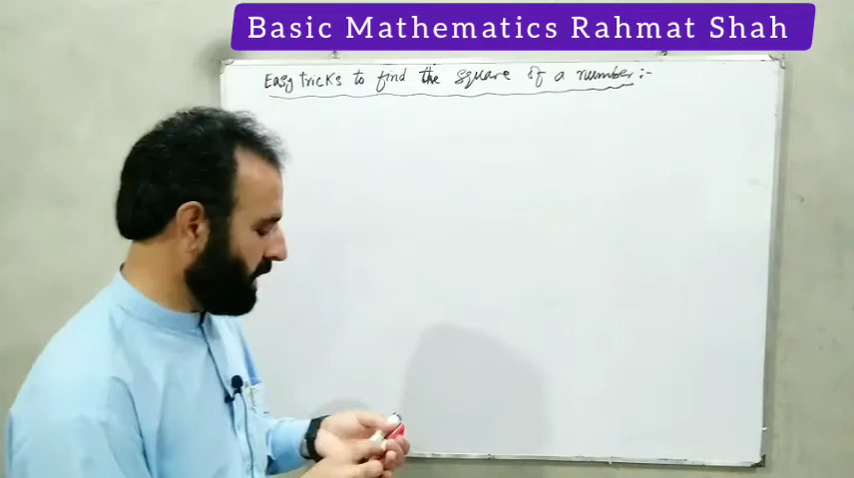 Basic Mathematics Rahmat Shah
Easy tricks to find the square of a number :-